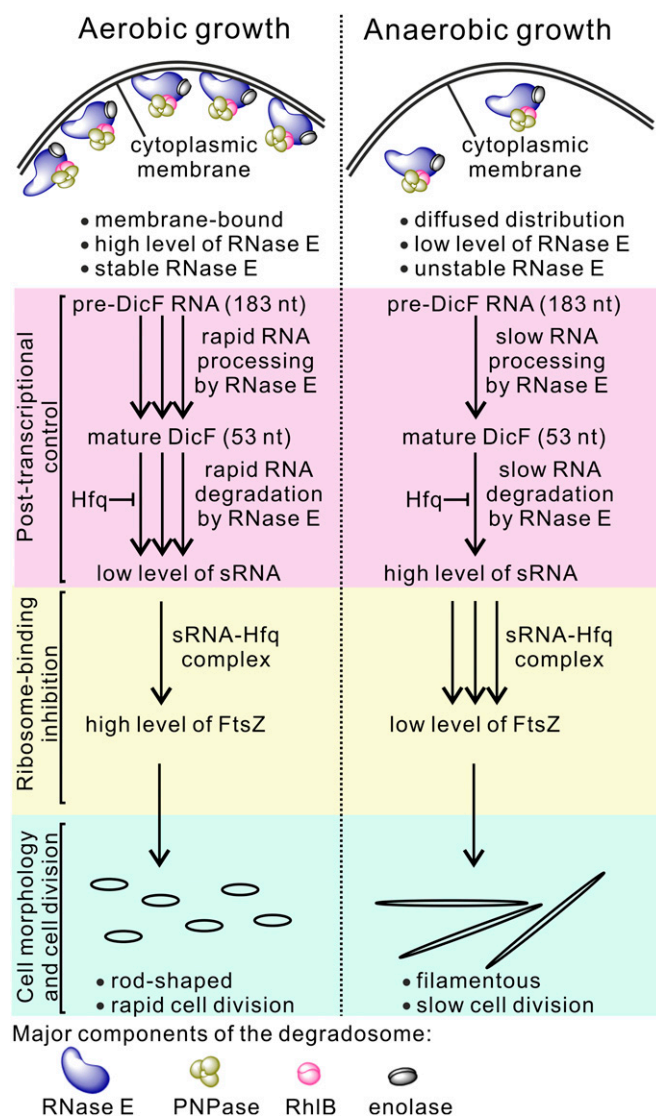 Aerobic growth
Anaerobic growth
cytoplasmic
membrane
cytoplasmic
membrane
• membrane-bound
• high level of RNase E
• stable RNase E
• diffused distribution
• low level of RNase E
• unstable RNase E
Post-transcriptional
control
pre-DicF RNA (183 nt)
rapid RNA
processing
by RNase E
mature DicF (53 nt)
Hfq
rapid RNA
degradation
by RNase E
low level of sRNA
pre-DicF RNA (183 nt)
slow RNA
processing
by RNase E
mature DicF (53 nt)
Hfq
slow RNA
degradation
by RNase E
high level of sRNA
Ribosome-binding
inhibition
sRNA-Hfq
complex
high level of FtsZ
sRNA-Hfq
complex
low level of FtsZ
Cell morphology
and cell division
• rod-shaped
• rapid cell division
• filamentous
• slow cell division
Major components of the degradosome:
RNase E
PNPase
RhlB
enolase